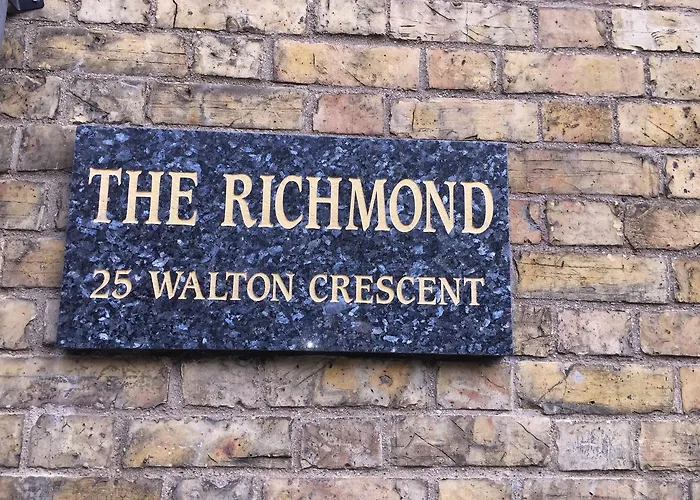 THE RICHMOND
25 WALTON CRESCENT